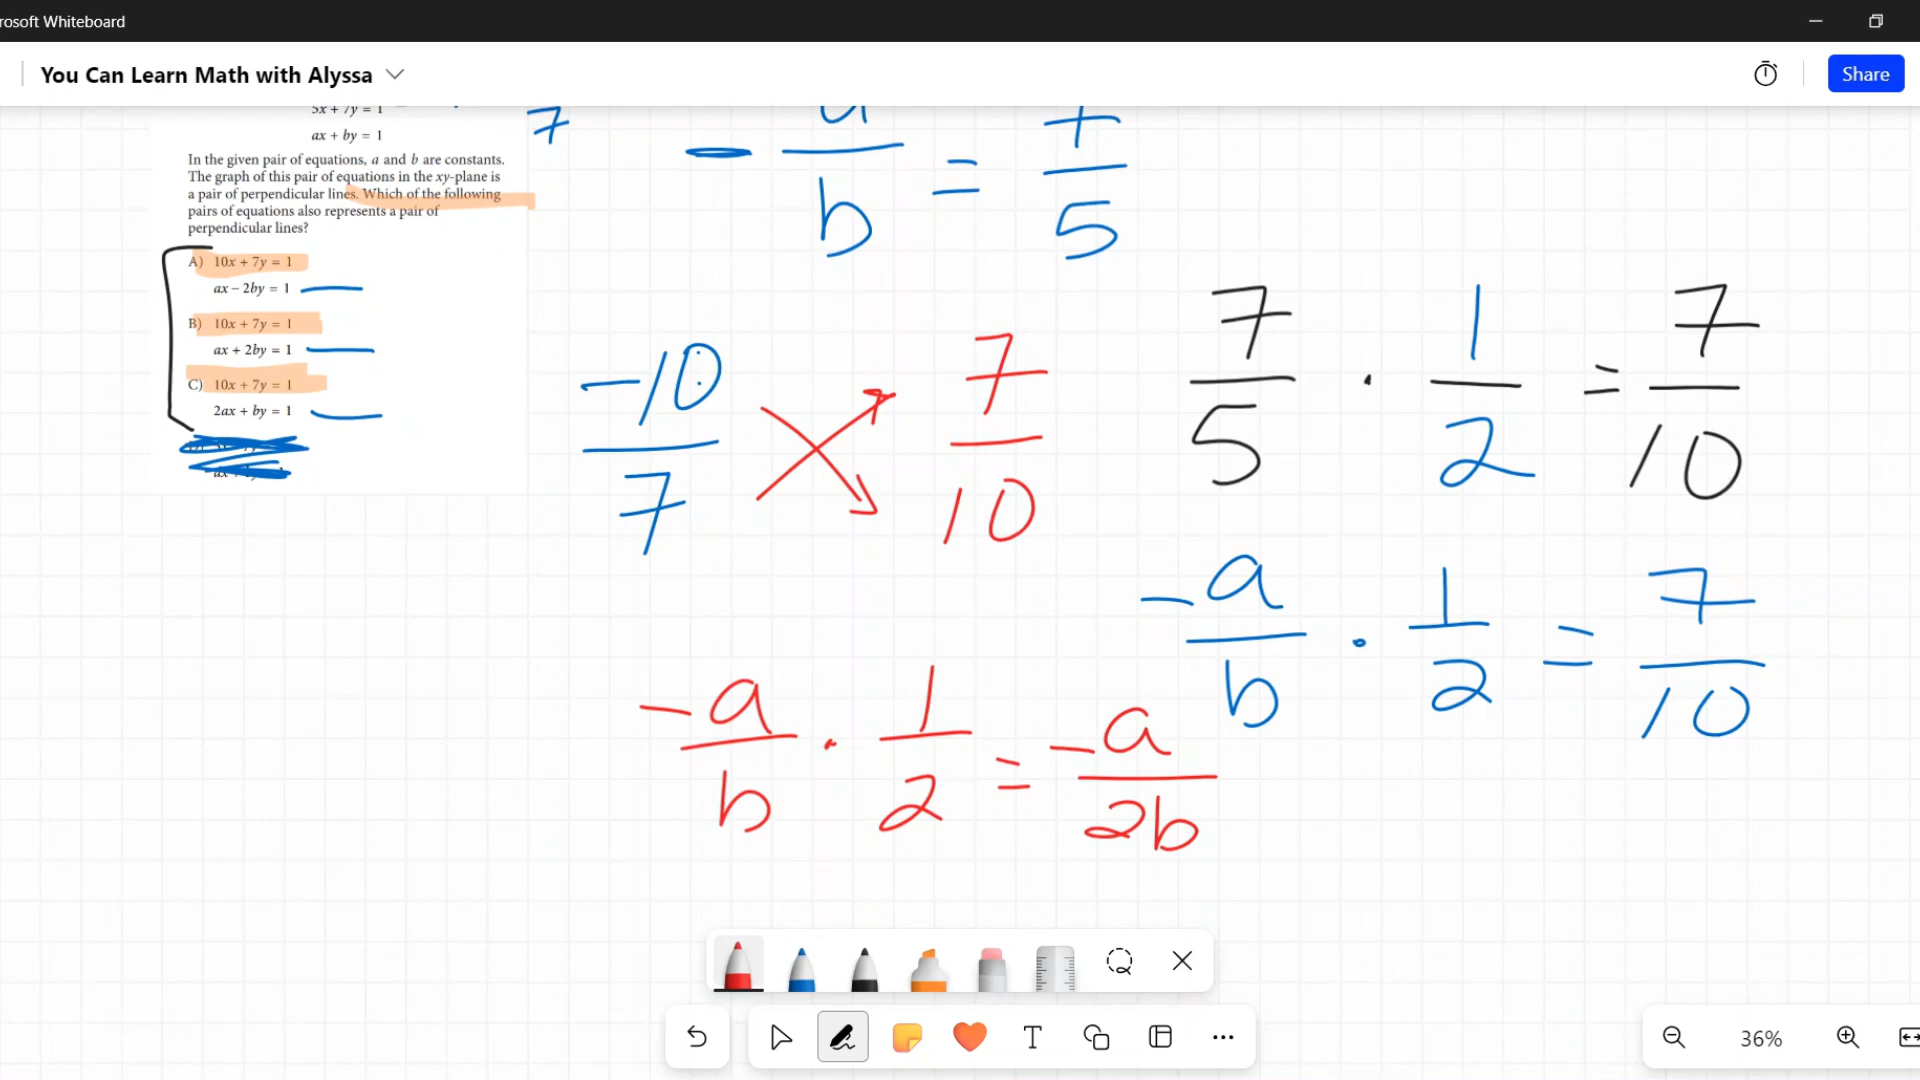 rosoft Whiteboard
You Can Learn Math with Alyssa
Share
5x + 7y = 1
ax + by = 1
In the given pair of equations, a and b are constants.
The graph of this pair of equations in the xy-plane is
a pair of perpendicular lines. Which of the following
pairs of equations also represents a pair of
perpendicular lines?
A) 10x + 7y = 1
ax − 2by = 1
B) 10x + 7y = 1
ax + 2by = 1
C) 10x + 7y = 1
2ax + by = 1
7
- a/b = 7/5
-10/7
7/10
7/5 · 1/2 = 7/10
-a/b · 1/2 = 7/10
-a/b · 1/2 = -a/2b
36%